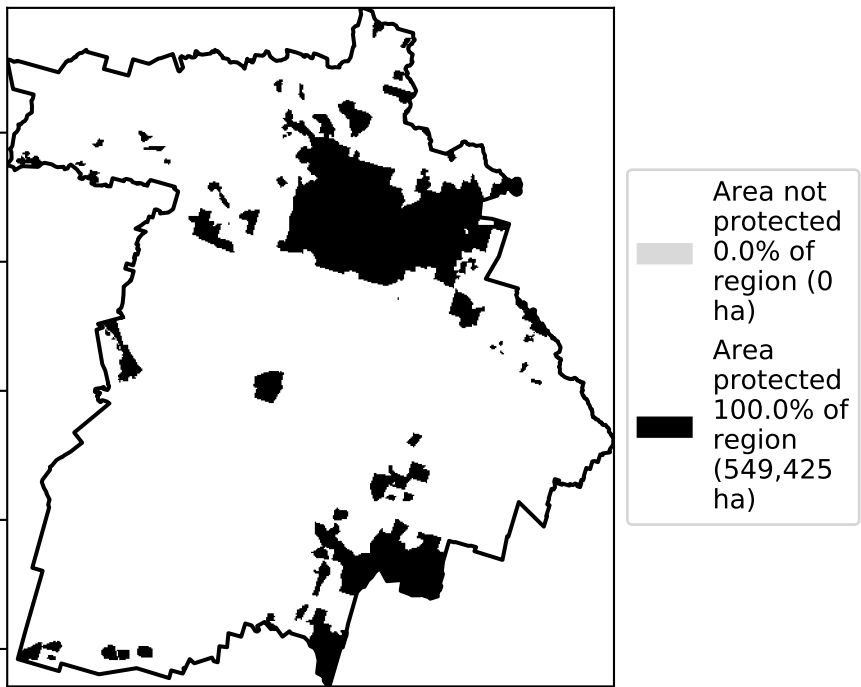 Area not
protected
0.0% of
region (0
ha)
Area
protected
100.0% of
region
(549,425
ha)